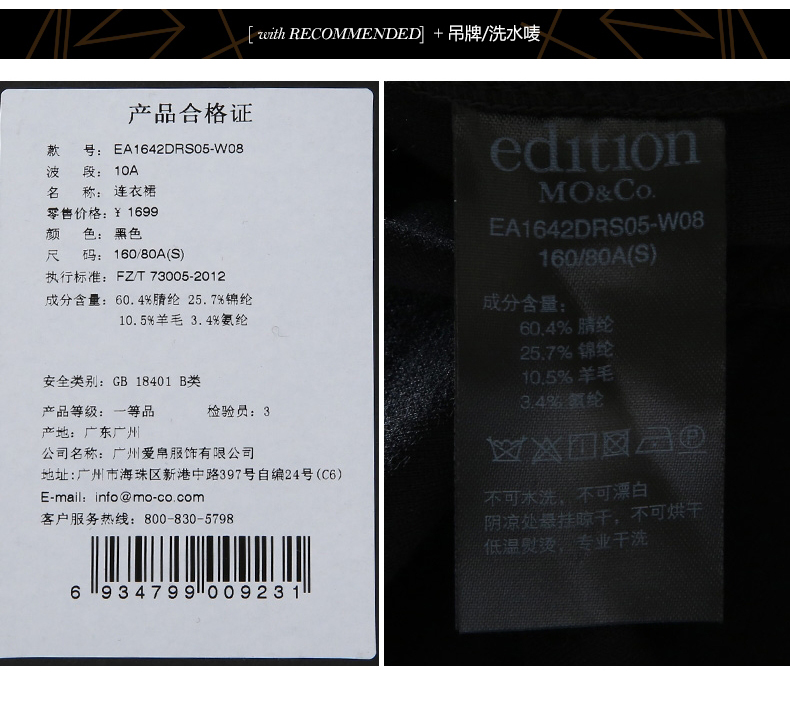 [ with RECOMMENDED] + 吊牌/洗水唛
产品合格证
款 号: EA1642DRS05-W08
波 段: 10A
名 称: 连衣裙
零售价格: ¥ 1699
颜 色: 黑色
尺 码: 160/80A(S)
执行标准: FZ/T 73005-2012
成分含量: 60.4%腈纶 25.7%锦纶
10.5%羊毛 3.4%氨纶
安全类别: GB 18401 B类
产品等级: 一等品 检验员: 3
产地: 广东广州
公司名称: 广州爱帛服饰有限公司
地址:广州市海珠区新港中路397号自编24号(C6)
E-mail: info@mo-co.com
客户服务热线: 800-830-5798
6 934799 009231
edition
MO&Co.
EA1642DRS05-W08
160/80A(S)
成分含量:
60.4% 腈纶
25.7% 锦纶
10.5% 羊毛
3.4% 氨纶
不可水洗, 不可漂白
阴凉处悬挂晾干, 不可烘干
低温熨烫, 专业干洗